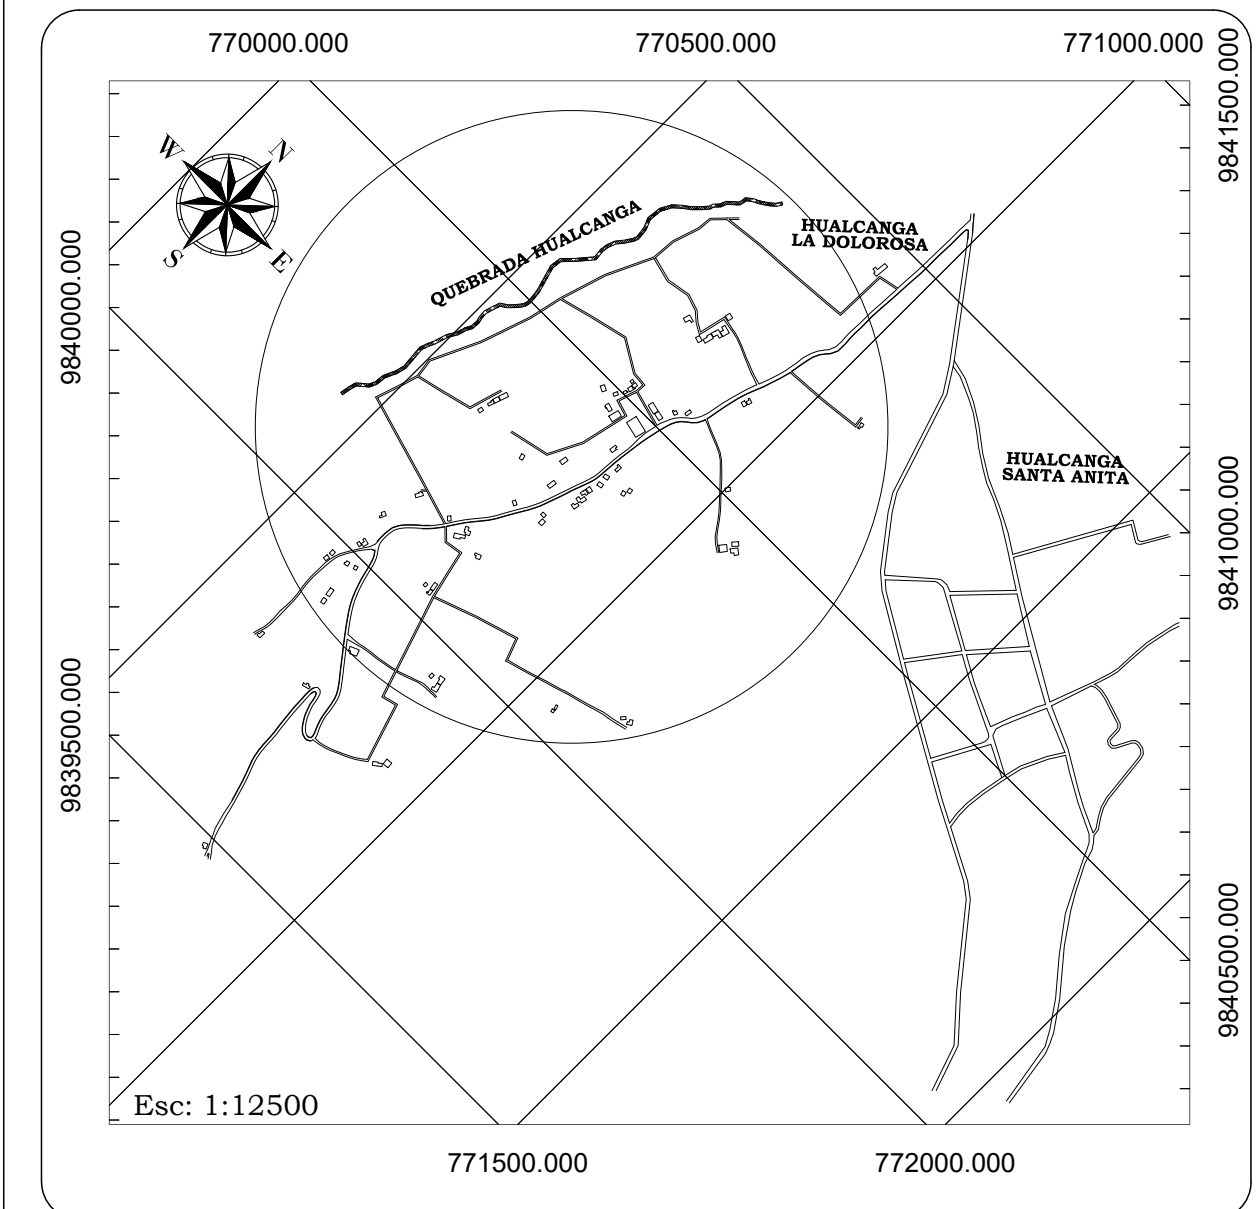 770000.000
770500.000
771000.000
9841500.000
W
N
S
E
QUEBRADA HUALCANGA
HUALCANGA
LA DOLOROSA
9840000.000
HUALCANGA
SANTA ANITA
9841000.000
9839500.000
9840500.000
Esc: 1:12500
771500.000
772000.000